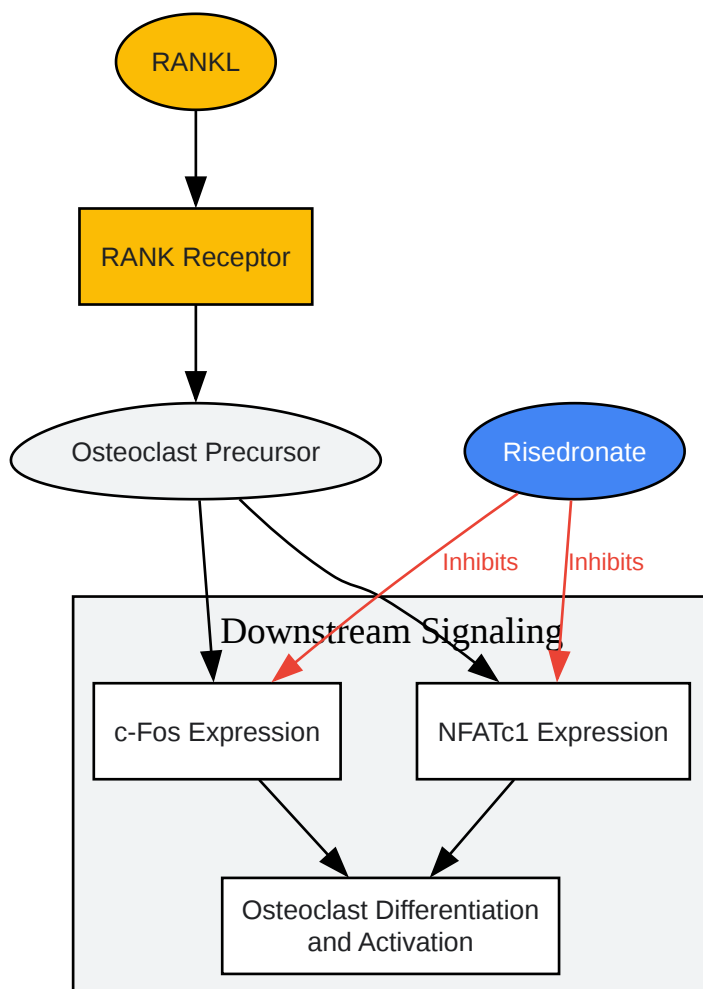 RANKL
RANK Receptor
Osteoclast Precursor
Risedronate
Inhibits
Inhibits
Downstream Signaling
c-Fos Expression
NFATc1 Expression
Osteoclast Differentiation
and Activation